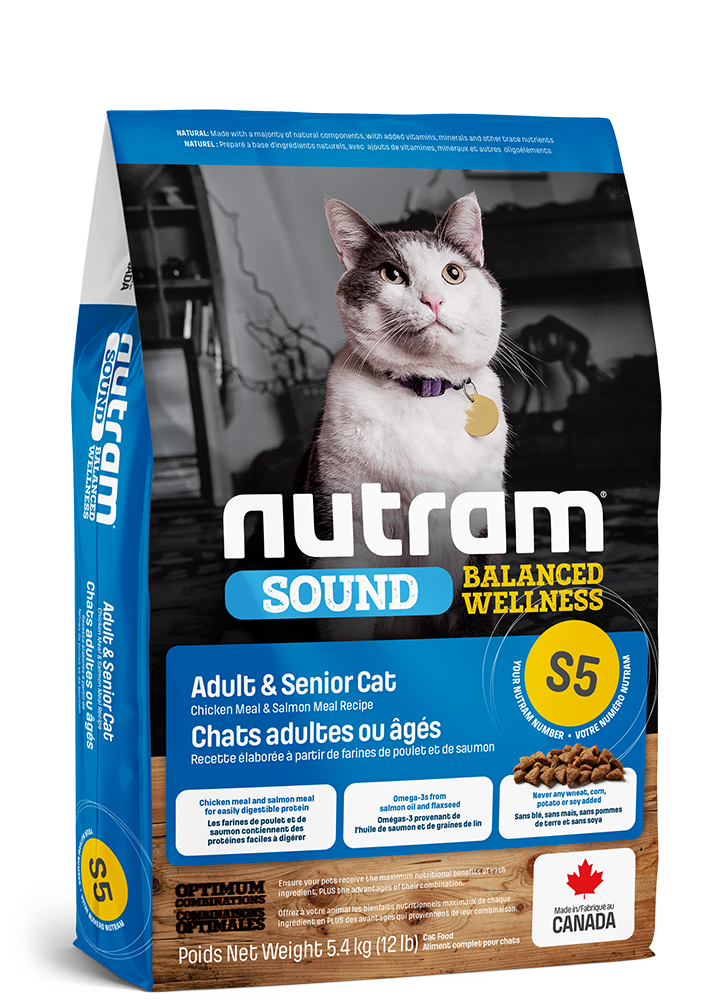 NATURAL: Made with a majority of natural components, with added vitamins, minerals and other trace nutrients
NATUREL : Préparé à base d'ingrédients naturels, avec ajouts de vitamines, minéraux et autres oligoéléments
nutram®
SOUND
BALANCED
WELLNESS
S5
YOUR NUTRAM NUMBER • VOTRE NUMÉRO NUTRAM
Adult & Senior Cat
Chicken Meal & Salmon Meal Recipe
Chats adultes ou âgés
Recette élaborée à partir de farines de poulet et de saumon
Chicken meal and salmon meal
for easily digestible protein
Les farines de poulet et de
saumon contiennent des
protéines faciles à digérer
Omega-3s from
salmon oil and flaxseed
Omégas-3 provenant de
l'huile de saumon et de graines de lin
Never any wheat, corn,
potato or soy added
Sans blé, sans maïs, sans pommes
de terre et sans soya
OPTIMUM
COMBINATIONS
COMBINAISONS
OPTIMALES
Ensure your pets receive the maximum nutritional benefits of each
ingredient, PLUS the advantages of their combination.
Offrez à votre animal les bienfaits nutritionnels maximaux de chaque
ingrédient en PLUS des avantages qui proviennent de leur combinaison.
Poids Net Weight 5.4 kg (12 lb)
Cat Food
Aliment complet pour chats
Made in/Fabriqué au
CANADA
nutram
SOUND
BALANCED
WELLNESS
Adult & Senior Cat
Chicken Meal & Salmon Meal Recipe
Chats adultes ou âgés
S5
VOTRE NUMÉRO NUTRAM